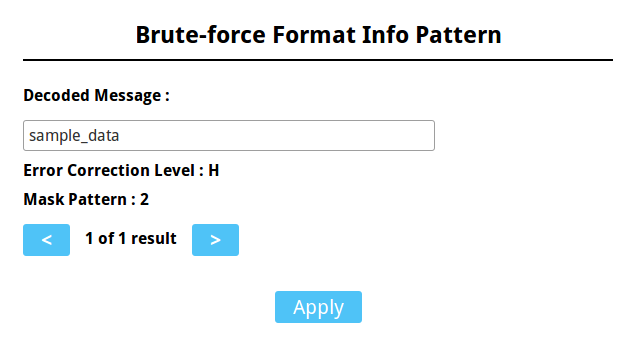 Brute-force Format Info Pattern
Decoded Message :
sample_data
Error Correction Level : H
Mask Pattern : 2
< 1 of 1 result >
Apply